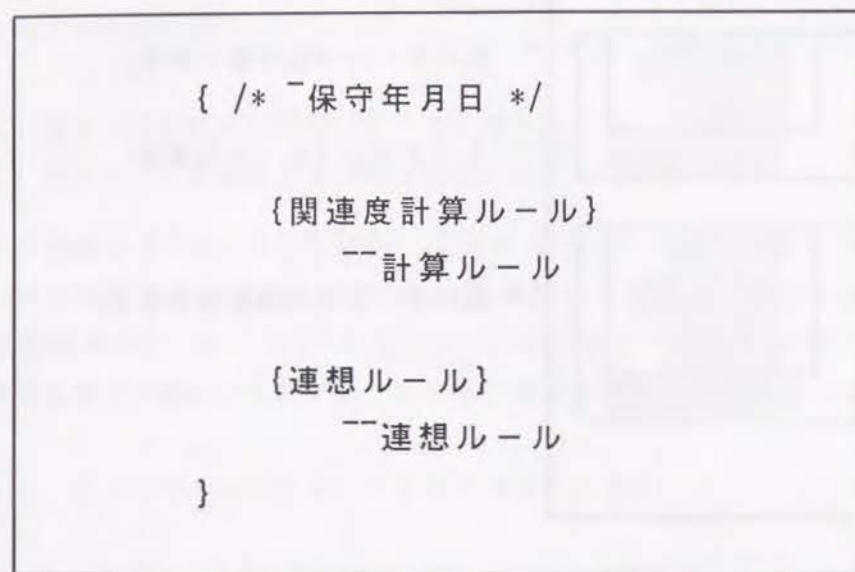 { /* ‾保守年月日 */
{関連度計算ルール}
‾‾計算ルール
{連想ルール}
‾‾連想ルール
}